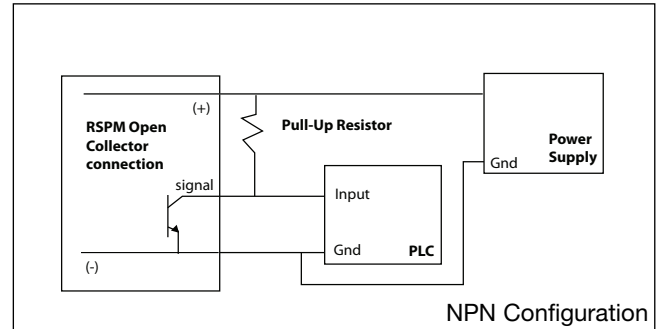 (+)
RSPM Open
Collector
connection
Pull-Up Resistor
Power
Supply
Gnd
signal
Input
Gnd
PLC
(-)
NPN Configuration